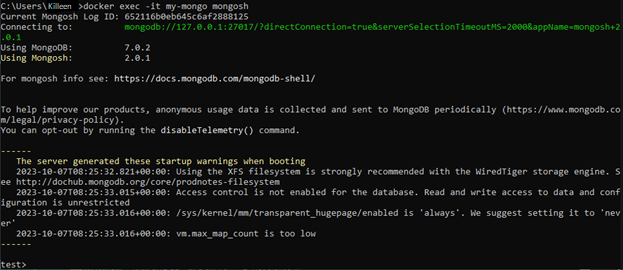 C:\Users\Killeen >docker exec -it my-mongo mongosh
Current Mongosh Log ID: 652116b0eb645c6af2888125
Connecting to:          mongodb://127.0.0.1:27017/?directConnection=true&serverSelectionTimeoutMS=2000&appName=mongosh+2
.0.1
Using MongoDB:          7.0.2
Using Mongosh:          2.0.1
For mongosh info see: https://docs.mongodb.com/mongodb-shell/
To help improve our products, anonymous usage data is collected and sent to MongoDB periodically (https://www.mongodb.co
m/legal/privacy-policy).
You can opt-out by running the disableTelemetry() command.
------
   The server generated these startup warnings when booting
   2023-10-07T08:25:32.821+00:00: Using the XFS filesystem is strongly recommended with the WiredTiger storage engine. S
ee http://dochub.mongodb.org/core/prodnotes-filesystem
   2023-10-07T08:25:33.015+00:00: Access control is not enabled for the database. Read and write access to data and conf
iguration is unrestricted
   2023-10-07T08:25:33.016+00:00: /sys/kernel/mm/transparent_hugepage/enabled is 'always'. We suggest setting it to 'nev
er'
   2023-10-07T08:25:33.016+00:00: vm.max_map_count is too low
------
test>